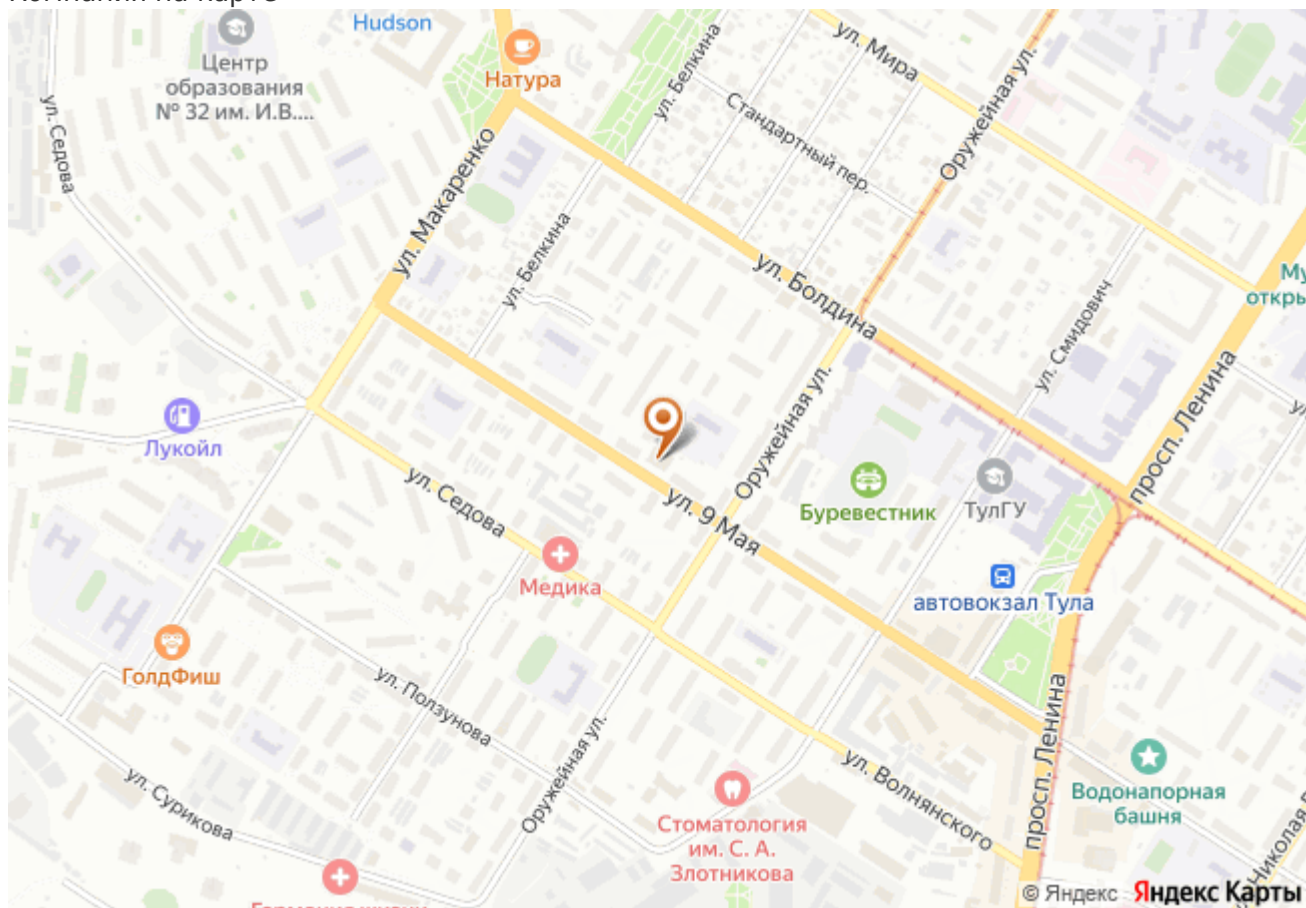 Hudson
Натура
Центр
образования
№ 32 им. И.В....
ул. Седова
ул. Белкина
ул. Мира
Оружейная ул.
Стандартный пер.
ул. Макаренко
ул. Белкина
ул. Болдина
ул. Смидович
откры
просп. Ленина
Лукойл
Оружейная ул.
ул. Седова
ул. 9 Мая
Буревестник
ТулГУ
Медика
автовокзал Тула
ГолдФиш
ул. Ползунова
просп. Ленина
ул. Сурикова
Оружейная ул.
ул. Волнянского
Стоматология
им. С. А.
Злотникова
Водонапорная
башня
© Яндекс Яндекс Карты